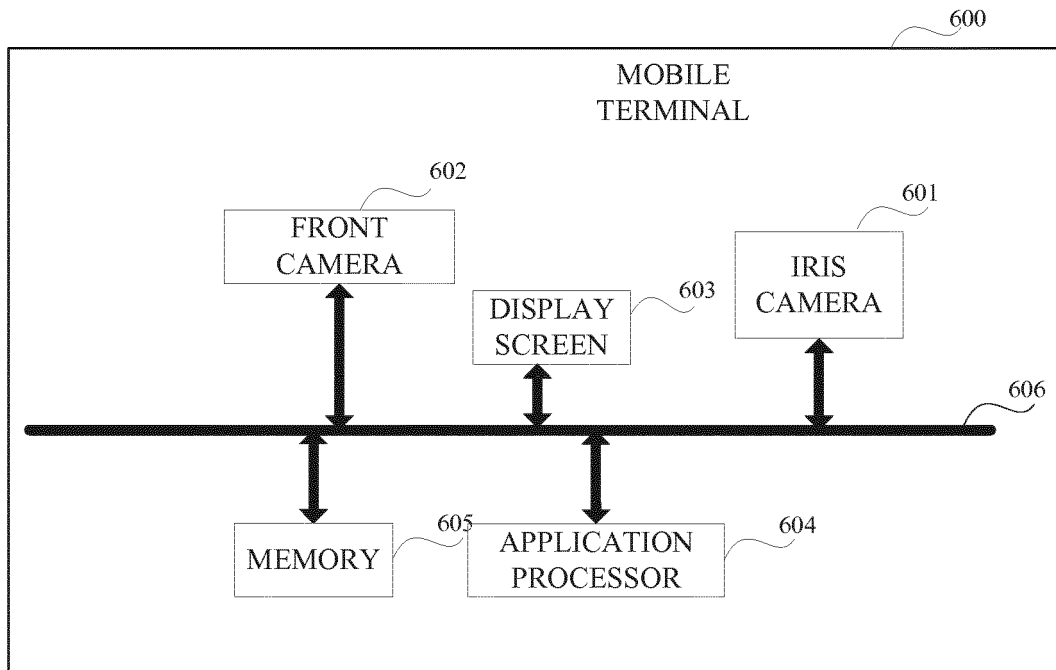 600
MOBILE
TERMINAL
602
FRONT
CAMERA
601
IRIS
CAMERA
603
DISPLAY
SCREEN
606
605
MEMORY
604
APPLICATION
PROCESSOR